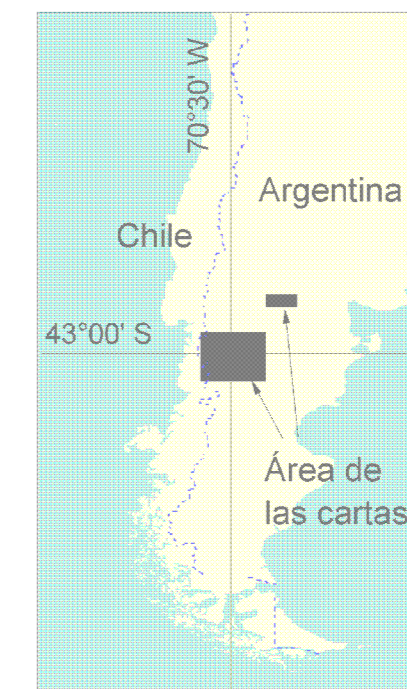 70°30' W
Argentina
Chile
43°00' S
Área de
las cartas